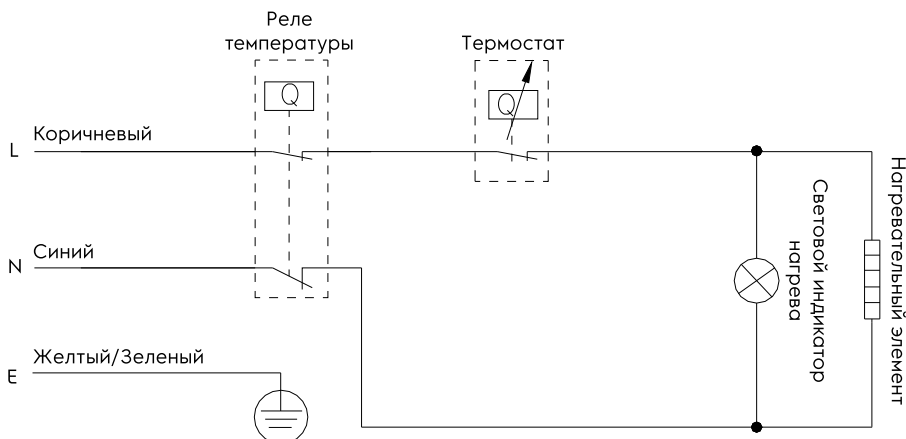 Реле
температуры
Термостат
Q
Q
Коричневый
L
Синий
N
Желтый/Зеленый
E
Световой индикатор
нагрева
Нагревательный элемент